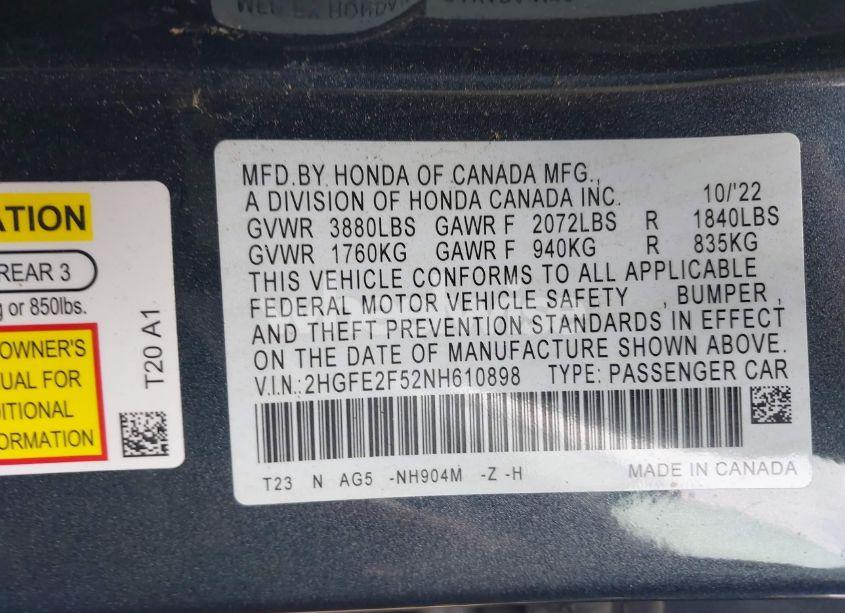 ATION
REAR 3
g or 850lbs.
OWNER'S
UAL FOR
DITIONAL
FORMATION
T20 A1
MFD.BY HONDA OF CANADA MFG.,
A DIVISION OF HONDA CANADA INC. 10/'22
GVWR 3880LBS GAWR F 2072LBS R 1840LBS
GVWR 1760KG GAWR F 940KG R 835KG
THIS VEHICLE CONFORMS TO ALL APPLICABLE
FEDERAL MOTOR VEHICLE SAFETY , BUMPER ,
AND THEFT PREVENTION STANDARDS IN EFFECT
ON THE DATE OF MANUFACTURE SHOWN ABOVE.
V.I.N.:2HGFE2F52NH610898 TYPE: PASSENGER CAR
T23 N AG5 -NH904M -Z -H MADE IN CANADA